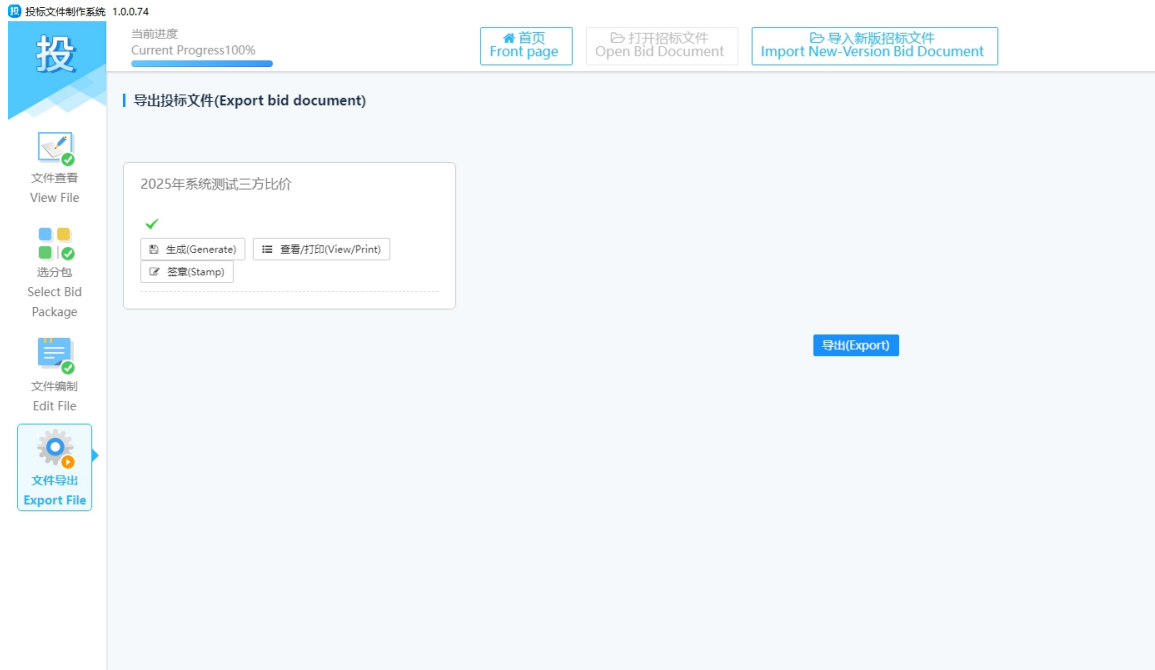 投 投标文件制作系统 1.0.0.74
投
当前进度
Current Progress100%
首页
Front page
打开招标文件
Open Bid Document
导入新版招标文件
Import New-Version Bid Document
导出投标文件(Export bid document)
文件查看
View File
选分包
Select Bid
Package
文件编制
Edit File
文件导出
Export File
2025年系统测试三方比价
生成(Generate)
查看/打印(View/Print)
签章(Stamp)
导出(Export)